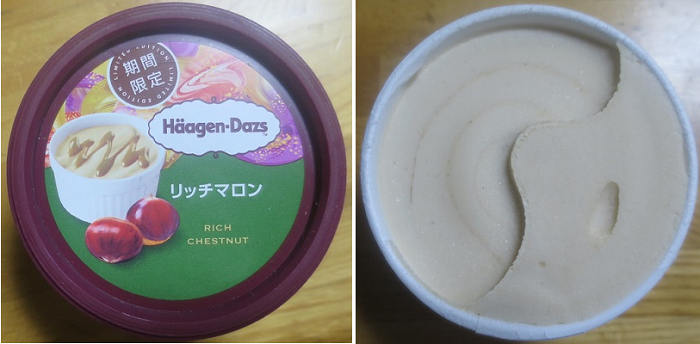 LIMITED EDITION LIMITED EDITION
期間
限定
Häagen-Dazs
リッチマロン
RICH
CHESTNUT